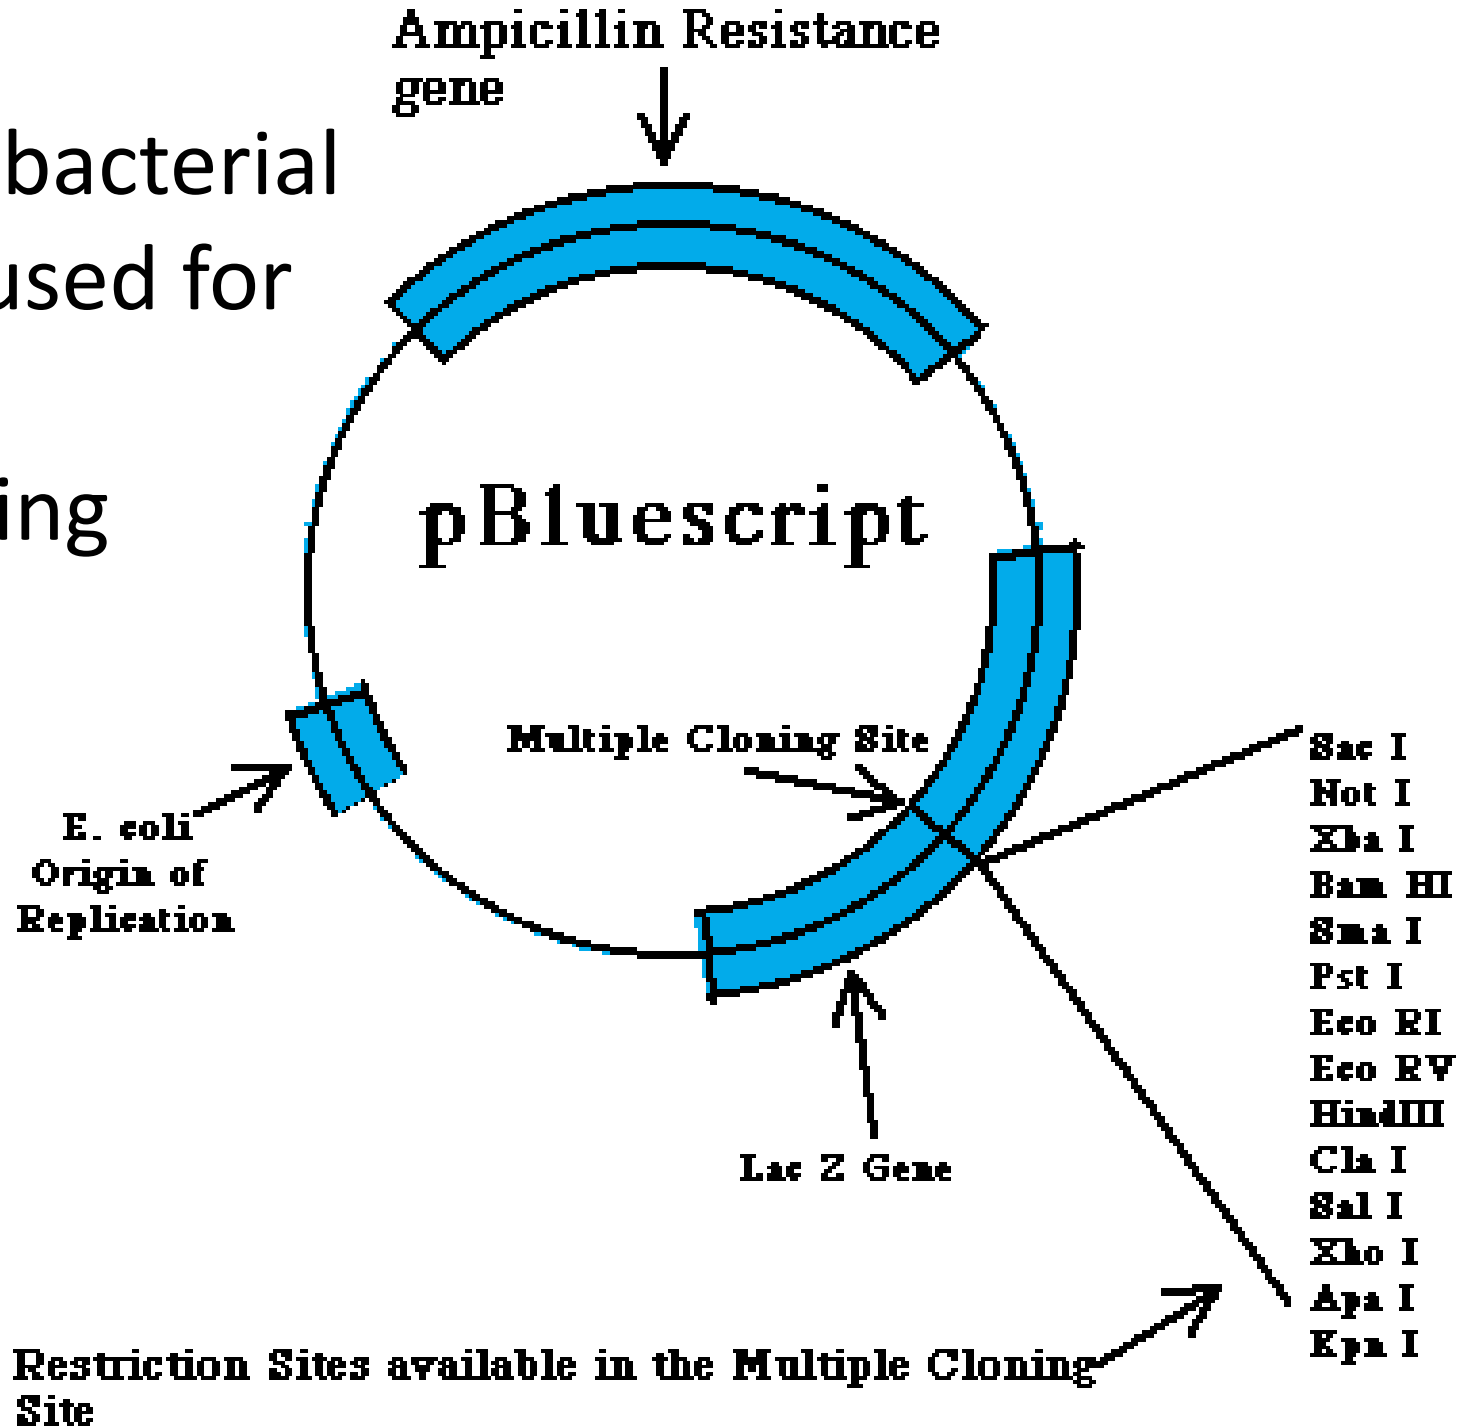 Ampicillin Resistance
gene
bacterial
used for
ing
pBluescript
Multiple Cloning Site
E. coli
Origin of
Replication
Lac Z Gene
Sac I
Not I
Xba I
Bam HI
Sma I
Pst I
Eco RI
Eco RV
HindIII
Cla I
Sal I
Xho I
Apa I
Kpn I
Restriction Sites available in the Multiple Cloning
Site